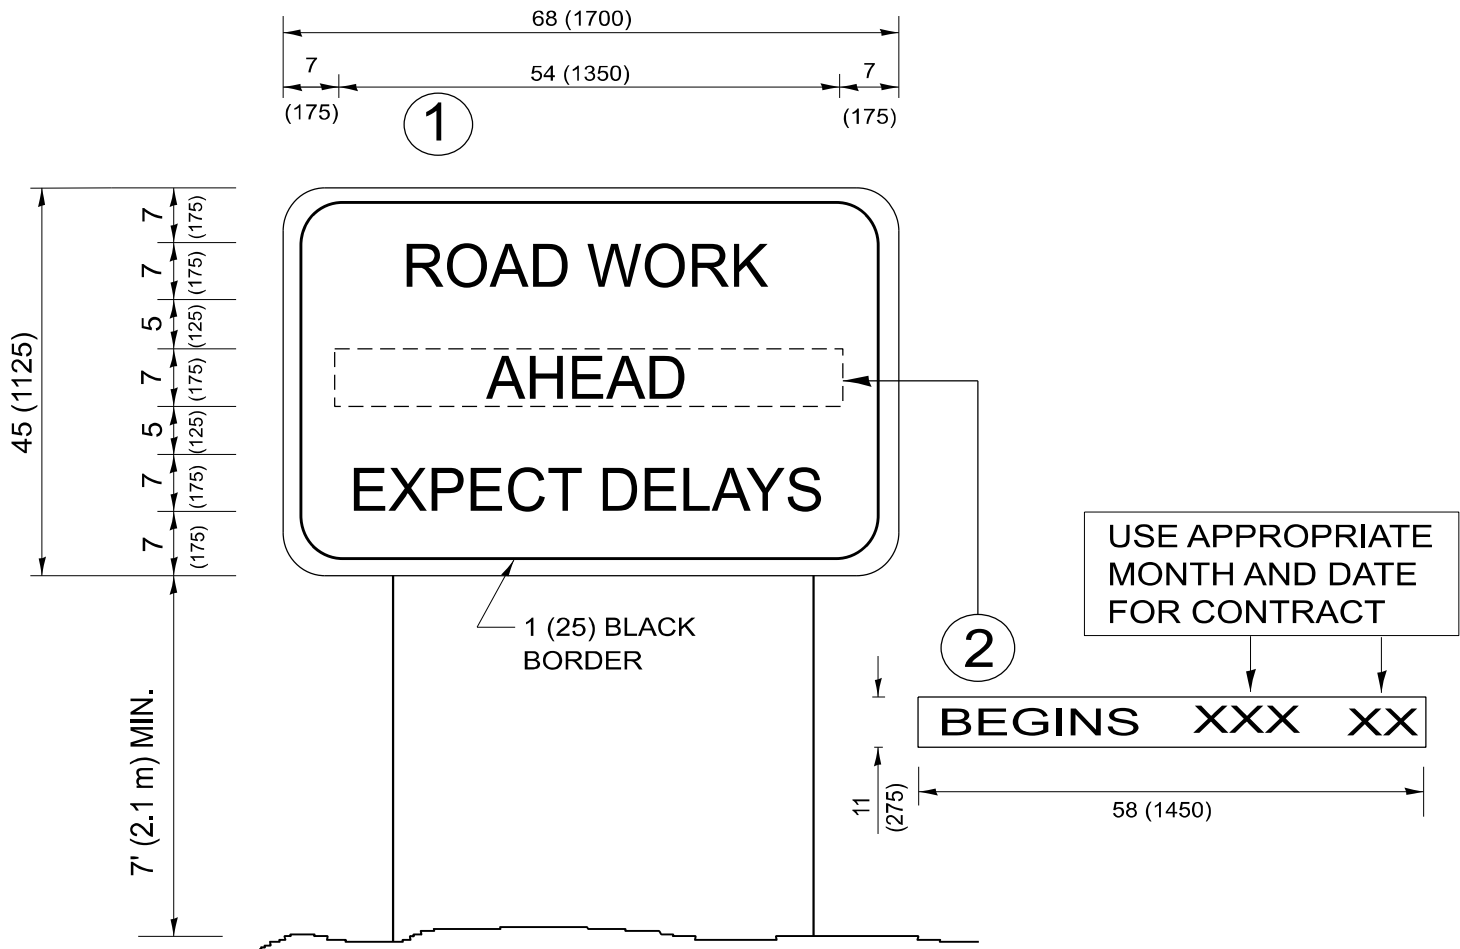 68 (1700)
7
54 (1350)
7
(175)
(175)
1
45 (1125)
7
(175)
7
(175)
5
(125)
7
(175)
5
(125)
7
(175)
7
(175)
ROAD WORK
AHEAD
EXPECT DELAYS
1 (25) BLACK
BORDER
7' (2.1 m) MIN.
USE APPROPRIATE
MONTH AND DATE
FOR CONTRACT
2
BEGINS XXX XX
11
(275)
58 (1450)